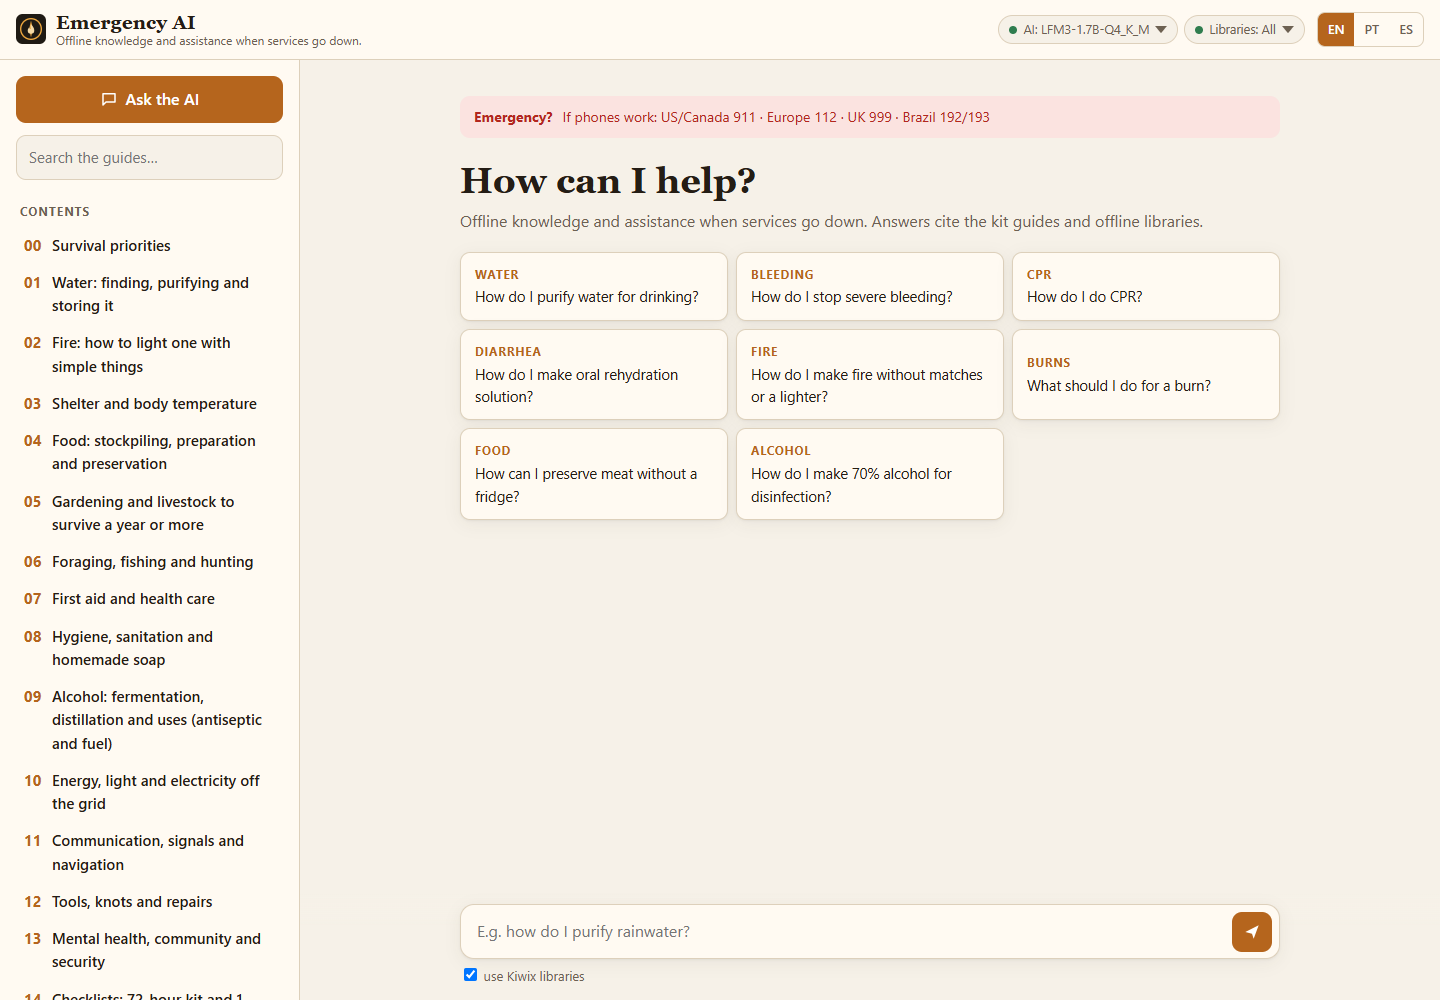 Emergency AI
Offline knowledge and assistance when services go down.
AI: LFM3-1.7B-Q4_K_M
Libraries: All
EN PT ES
Ask the AI
Search the guides...
CONTENTS
00 Survival priorities
01 Water: finding, purifying and
storing it
02 Fire: how to light one with
simple things
03 Shelter and body temperature
04 Food: stockpiling, preparation
and preservation
05 Gardening and livestock to
survive a year or more
06 Foraging, fishing and hunting
07 First aid and health care
08 Hygiene, sanitation and
homemade soap
09 Alcohol: fermentation,
distillation and uses (antiseptic
and fuel)
10 Energy, light and electricity off
the grid
11 Communication, signals and
navigation
12 Tools, knots and repairs
13 Mental health, community and
security
14 Checklists: 72-hour kit and 1
Emergency? If phones work: US/Canada 911 · Europe 112 · UK 999 · Brazil 192/193
How can I help?
Offline knowledge and assistance when services go down. Answers cite the kit guides and offline libraries.
WATER
How do I purify water for drinking?
BLEEDING
How do I stop severe bleeding?
CPR
How do I do CPR?
DIARRHEA
How do I make oral rehydration
solution?
FIRE
How do I make fire without matches
or a lighter?
BURNS
What should I do for a burn?
FOOD
How can I preserve meat without a
fridge?
ALCOHOL
How do I make 70% alcohol for
disinfection?
E.g. how do I purify rainwater?
use Kiwix libraries